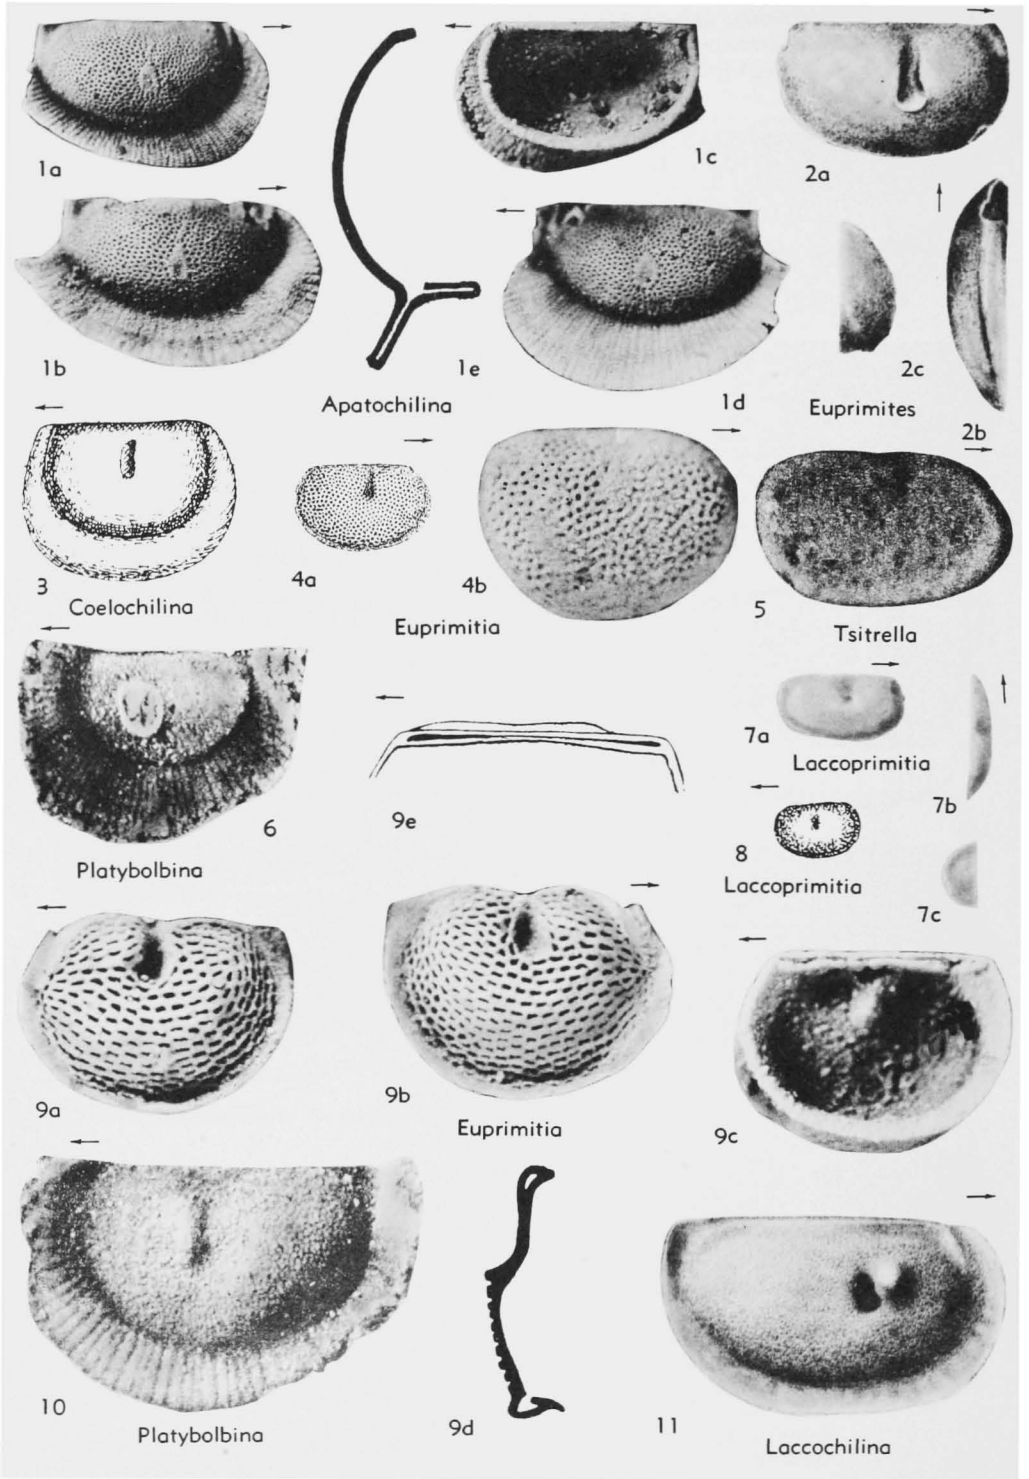 1a
1c
2a
1b
1e
1d
2c
2b
Apatochilina
Euprimites
3
4a
4b
5
Coelochilina
Euprimitia
Tsitrella
6
9e
7a
7b
Laccoprimitia
8
7c
Platybolbina
Laccoprimitia
9a
9b
9c
Euprimitia
10
9d
11
Platybolbina
Laccochilina